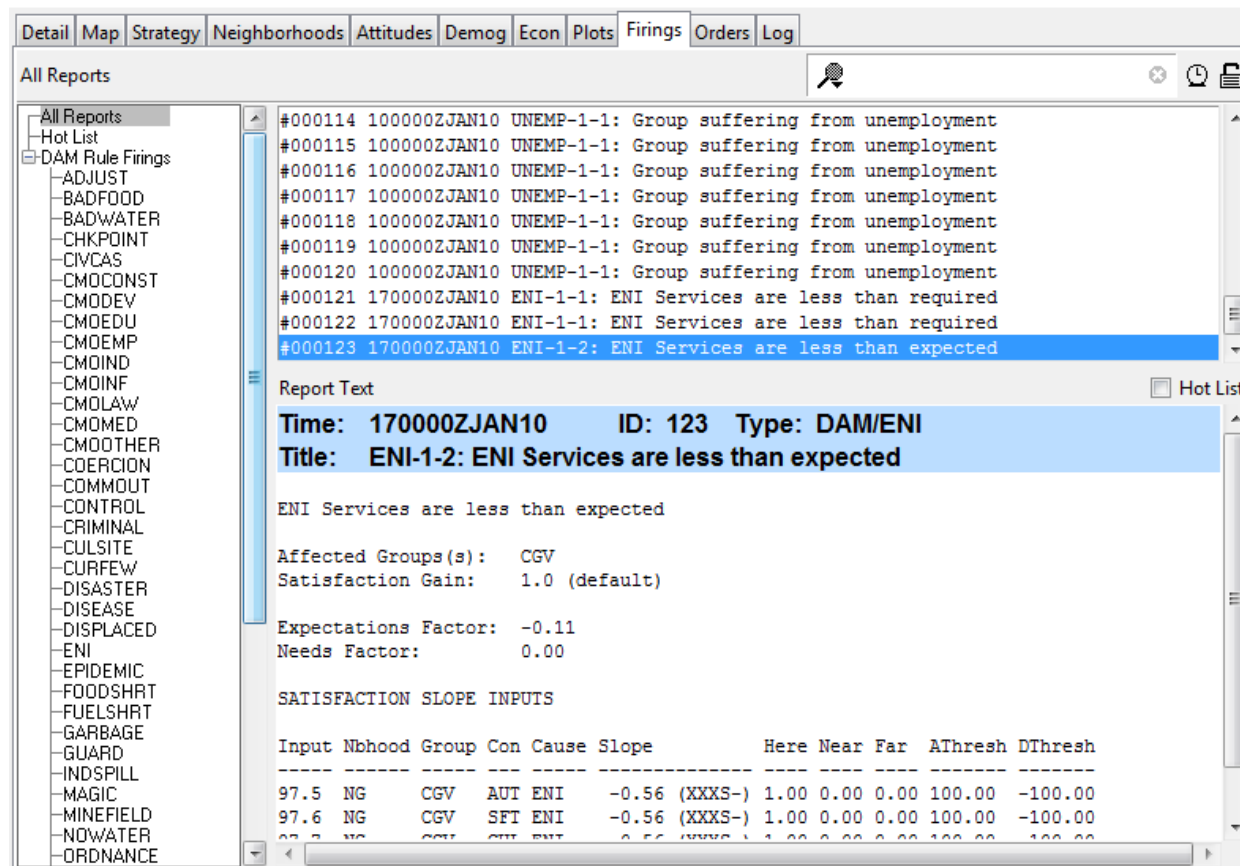 Detail Map Strategy Neighborhoods Attitudes Demog Econ Plots Firings Orders Log
All Reports
All Reports
Hot List
DAM Rule Firings
ADJUST
BADFOOD
BADWATER
CHKPOINT
CIVCAS
CMOCONST
CMODEV
CMOEDU
CMOEMP
CMOIND
CMOINF
CMOLAW
CMOMED
CMOOTHER
COERCION
COMMOUT
CONTROL
CRIMINAL
CULSITE
CURFEW
DISASTER
DISEASE
DISPLACED
ENI
EPIDEMIC
FOODSHRT
FUELSHRT
GARBAGE
GUARD
INDSPILL
MAGIC
MINEFIELD
NOWATER
ORDNANCE
#000114 100000ZJAN10 UNEMP-1-1: Group suffering from unemployment
#000115 100000ZJAN10 UNEMP-1-1: Group suffering from unemployment
#000116 100000ZJAN10 UNEMP-1-1: Group suffering from unemployment
#000117 100000ZJAN10 UNEMP-1-1: Group suffering from unemployment
#000118 100000ZJAN10 UNEMP-1-1: Group suffering from unemployment
#000119 100000ZJAN10 UNEMP-1-1: Group suffering from unemployment
#000120 100000ZJAN10 UNEMP-1-1: Group suffering from unemployment
#000121 170000ZJAN10 ENI-1-1: ENI Services are less than required
#000122 170000ZJAN10 ENI-1-1: ENI Services are less than required
#000123 170000ZJAN10 ENI-1-2: ENI Services are less than expected
Report Text Hot List
Time: 170000ZJAN10 ID: 123 Type: DAM/ENI
Title: ENI-1-2: ENI Services are less than expected
ENI Services are less than expected
Affected Groups(s): CGV
Satisfaction Gain: 1.0 (default)
Expectations Factor: -0.11
Needs Factor: 0.00
SATISFACTION SLOPE INPUTS
Input Nbhood Group Con Cause Slope Here Near Far AThresh DThresh
----- ------ ----- --- ----- -------------- ---- ---- ---- ------- -------
97.5 NG CGV AUT ENI -0.56 (XXXS-) 1.00 0.00 0.00 100.00 -100.00
97.6 NG CGV SFT ENI -0.56 (XXXS-) 1.00 0.00 0.00 100.00 -100.00